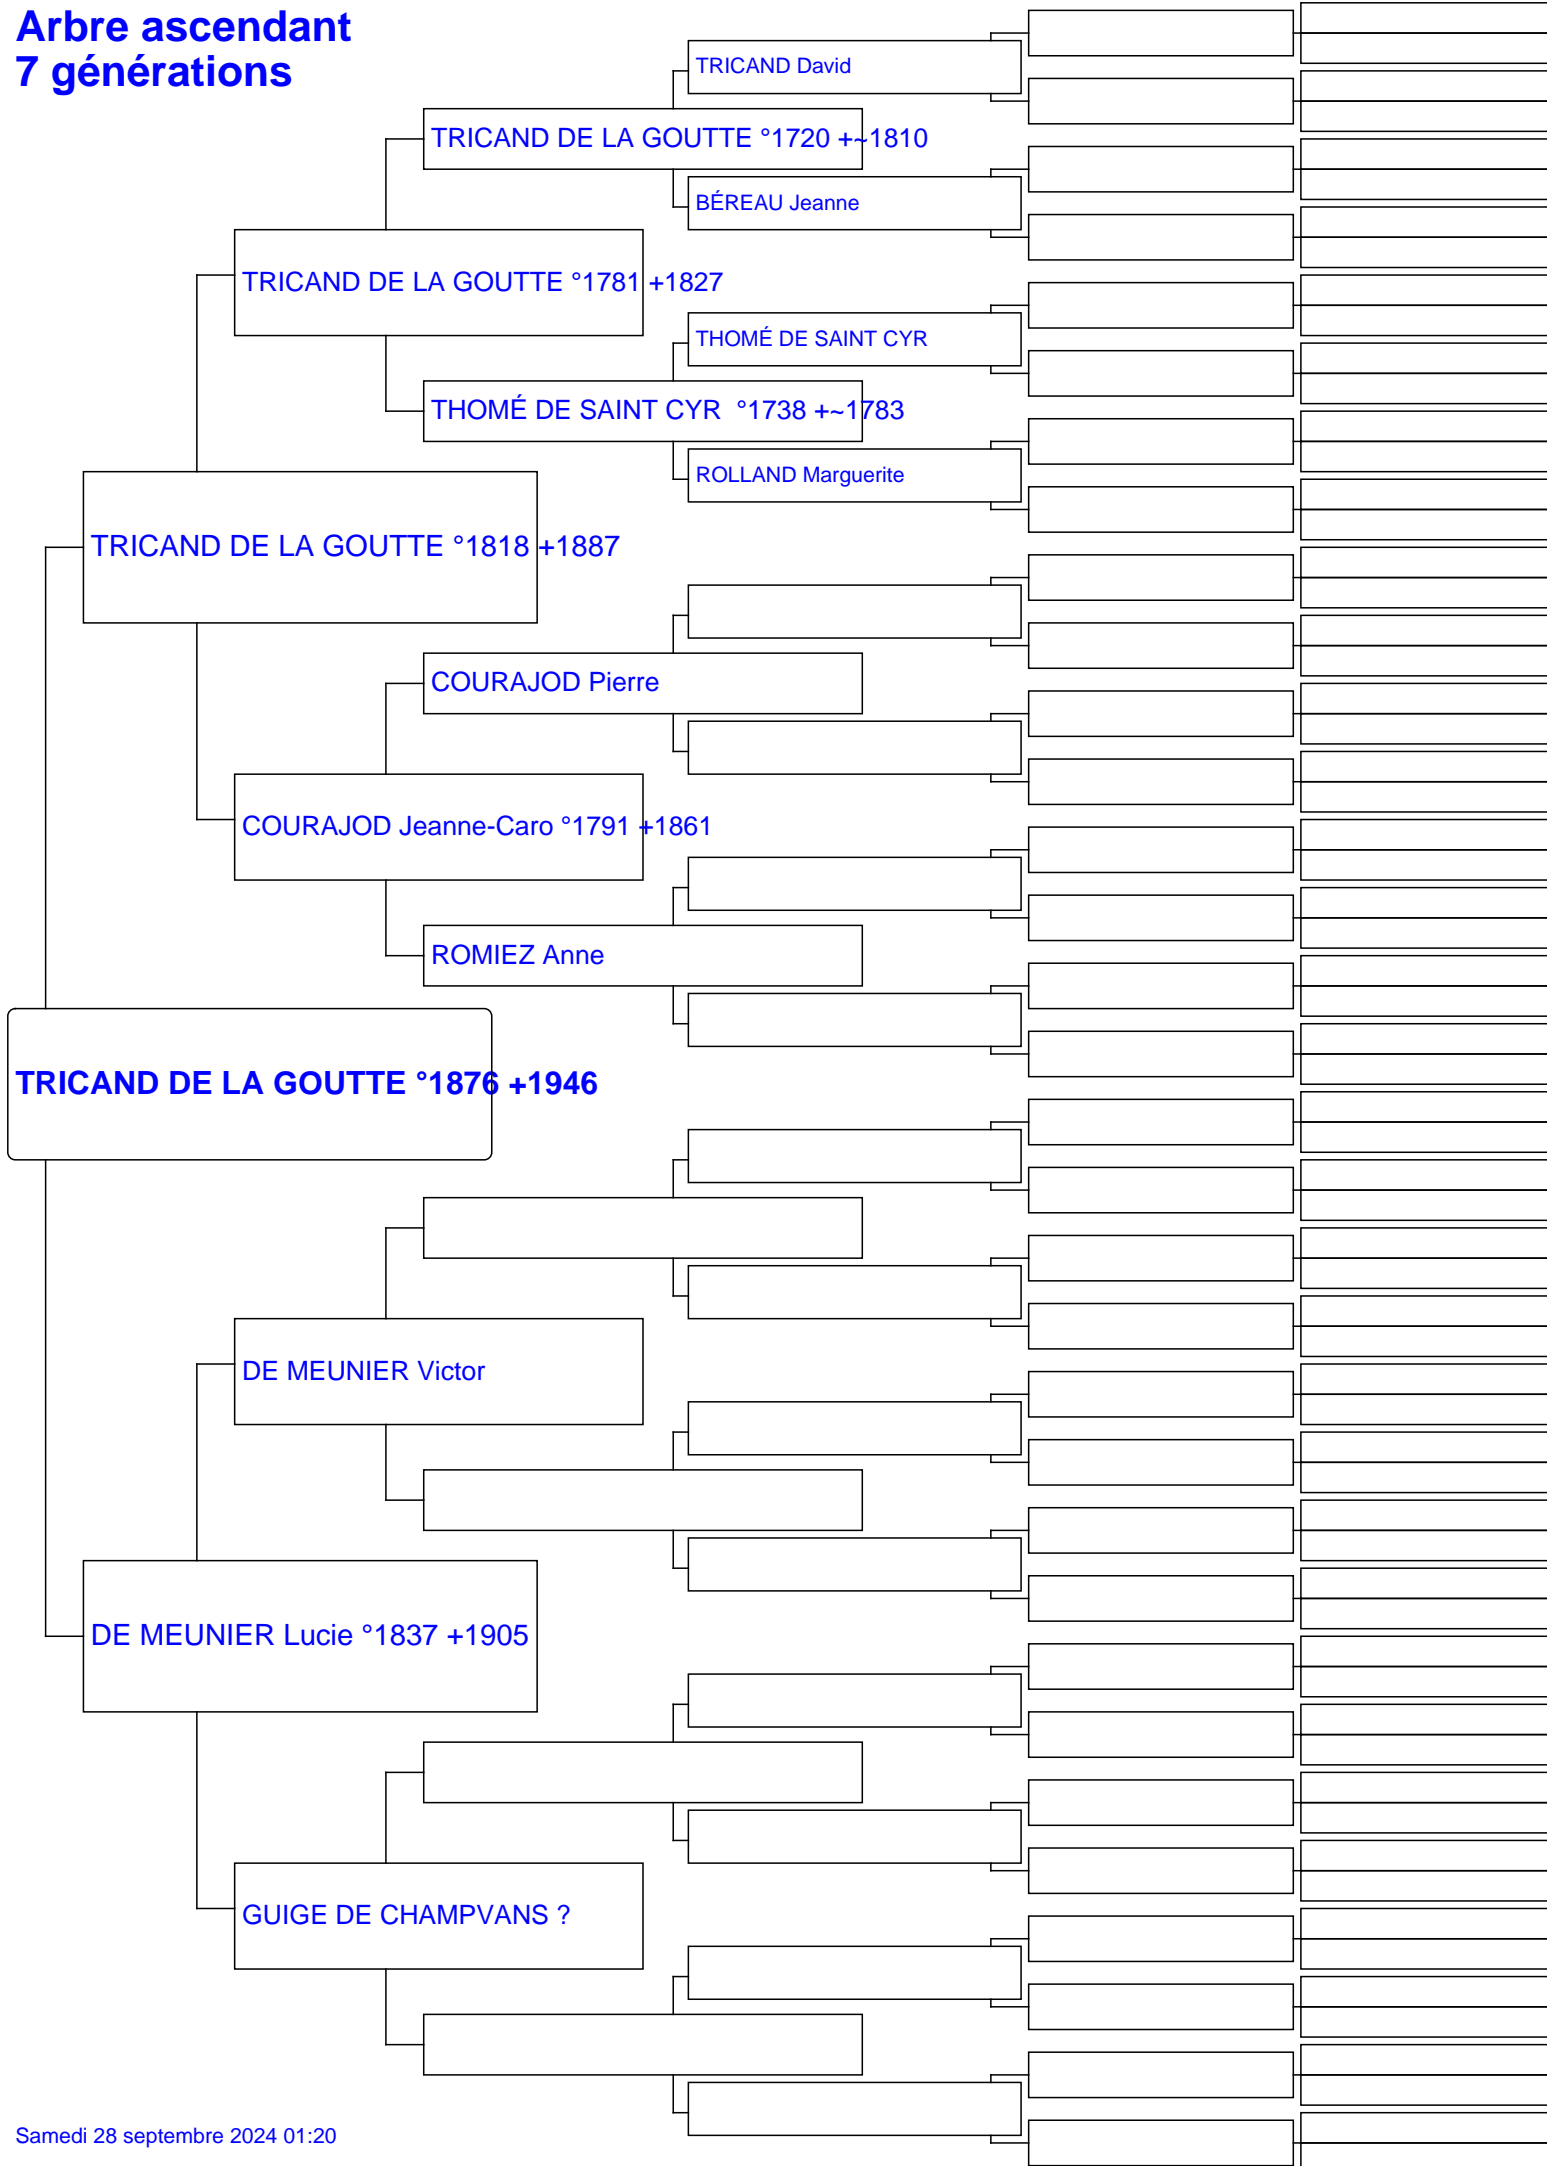 Arbre ascendant
7 générations
TRICAND David
TRICAND DE LA GOUTTE °1720 +~1810
BÉREAU Jeanne
TRICAND DE LA GOUTTE °1781 +1827
THOMÉ DE SAINT CYR
THOMÉ DE SAINT CYR °1738 +~1783
ROLLAND Marguerite
TRICAND DE LA GOUTTE °1818 +1887
COURAJOD Pierre
COURAJOD Jeanne-Caro °1791 +1861
ROMIEZ Anne
TRICAND DE LA GOUTTE °1876 +1946
DE MEUNIER Victor
DE MEUNIER Lucie °1837 +1905
GUIGE DE CHAMPVANS ?
Samedi 28 septembre 2024 01:20